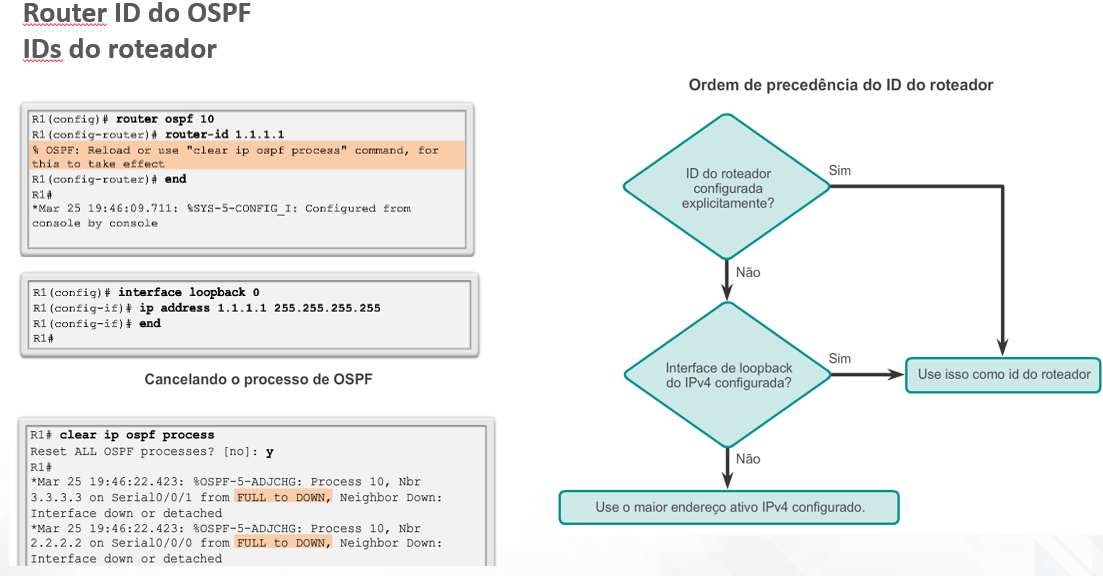 Router ID do OSPF
IDs do roteador
R1(config)# router ospf 10
R1(config-router)# router-id 1.1.1.1
% OSPF: Reload or use "clear ip ospf process" command, for
this to take effect
R1(config-router)# end
R1#
*Mar 25 19:46:09.711: %SYS-5-CONFIG_I: Configured from
console by console
R1(config)# interface loopback 0
R1(config-if)# ip address 1.1.1.1 255.255.255.255
R1(config-if)# end
R1#
Cancelando o processo de OSPF
R1# clear ip ospf process
Reset ALL OSPF processes? [no]: y
R1#
*Mar 25 19:46:22.423: %OSPF-5-ADJCHG: Process 10, Nbr
3.3.3.3 on Serial0/0/1 from FULL to DOWN, Neighbor Down:
Interface down or detached
*Mar 25 19:46:22.423: %OSPF-5-ADJCHG: Process 10, Nbr
2.2.2.2 on Serial0/0/0 from FULL to DOWN, Neighbor Down:
Interface down or detached
Ordem de precedência do ID do roteador
ID do roteador
configurada
explicitamente?
Sim
Não
Interface de loopback
do IPv4 configurada?
Sim
Use isso como id do roteador
Não
Use o maior endereço ativo IPv4 configurado.